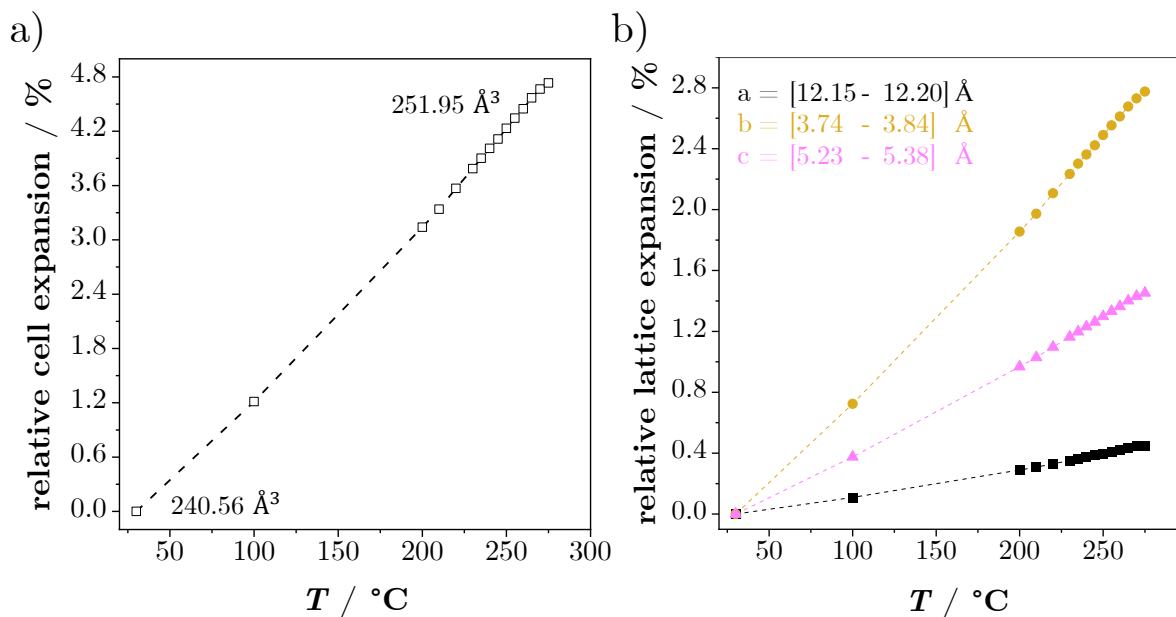 a)
relative cell expansion / %
4.8
4.2
3.6
3.0
2.4
1.8
1.2
0.6
0.0
251.95 Å³
240.56 Å³
50
100
150
200
250
300
T / °C
b)
relative lattice expansion / %
2.8
2.4
2.0
1.6
1.2
0.8
0.4
0.0
a = [12.15 - 12.20] Å
b = [3.74 - 3.84] Å
c = [5.23 - 5.38] Å
50
100
150
200
250
T / °C